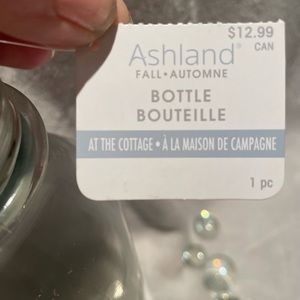 $12.99
CAN
Ashland®
FALL • AUTOMNE
BOTTLE
BOUTEILLE
AT THE COTTAGE • À LA MAISON DE CAMPAGNE
1 pc